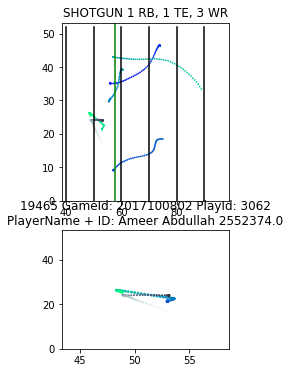 SHOTGUN 1 RB, 1 TE, 3 WR
50
40
30
20
10
0
40 60 80
19465 GameId: 2017100802 PlayId: 3062
PlayerName + ID: Ameer Abdullah 2552374.0
40
20
0
45 50 55